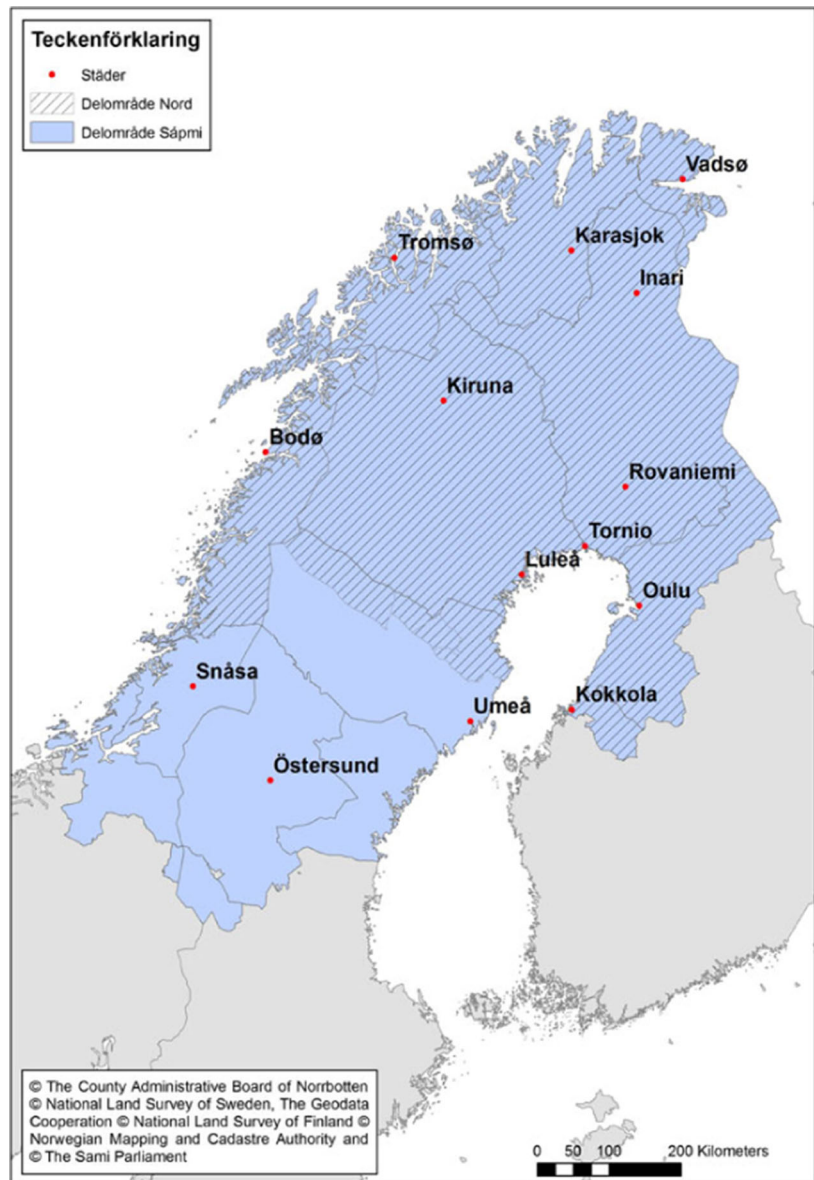 Teckenförklaring
Städer
Delområde Nord
Delområde Sápmi
Vadsø
Tromsø
Karasjok
Inari
Kiruna
Bodø
Rovaniemi
Tornio
Luleå
Oulu
Snåsa
Umeå
Kokkola
Östersund
© The County Administrative Board of Norrbotten
© National Land Survey of Sweden, The Geodata
Cooperation © National Land Survey of Finland ©
Norwegian Mapping and Cadastre Authority and
© The Sami Parliament
0 50 100 200 Kilometers